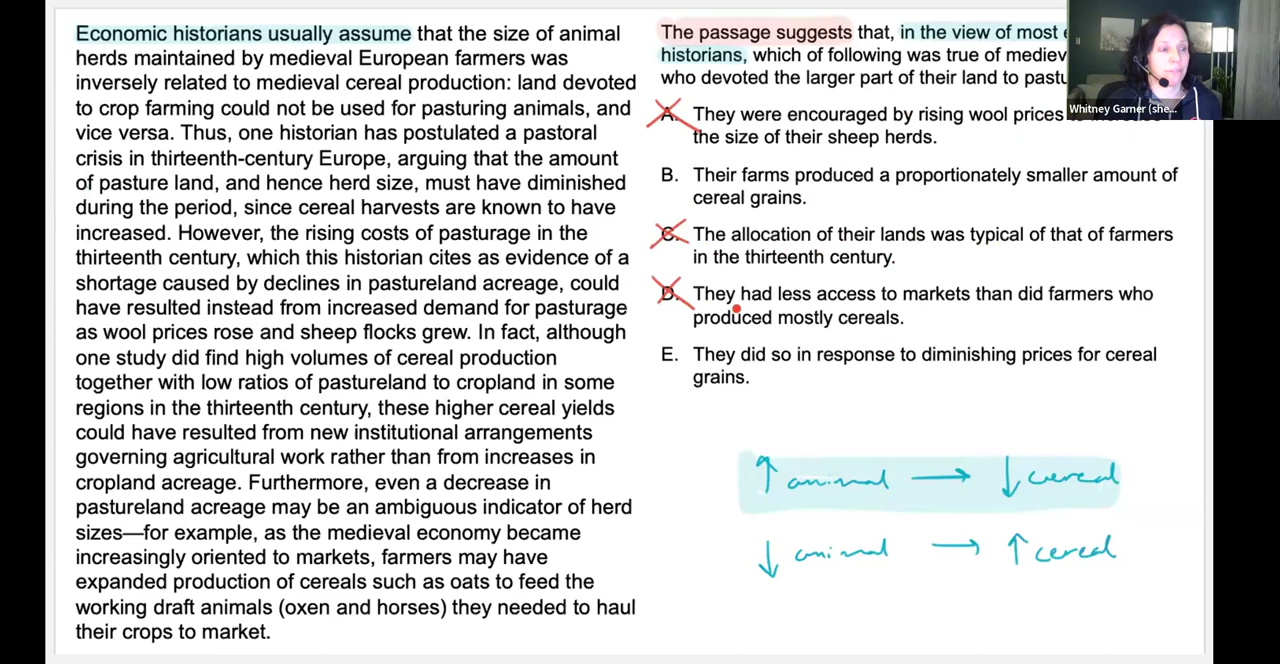 Economic historians usually assume that the size of animal
herds maintained by medieval European farmers was
inversely related to medieval cereal production: land devoted
to crop farming could not be used for pasturing animals, and
vice versa. Thus, one historian has postulated a pastoral
crisis in thirteenth-century Europe, arguing that the amount
of pasture land, and hence herd size, must have diminished
during the period, since cereal harvests are known to have
increased. However, the rising costs of pasturage in the
thirteenth century, which this historian cites as evidence of a
shortage caused by declines in pastureland acreage, could
have resulted instead from increased demand for pasturage
as wool prices rose and sheep flocks grew. In fact, although
one study did find high volumes of cereal production
together with low ratios of pastureland to cropland in some
regions in the thirteenth century, these higher cereal yields
could have resulted from new institutional arrangements
governing agricultural work rather than from increases in
cropland acreage. Furthermore, even a decrease in
pastureland acreage may be an ambiguous indicator of herd
sizes—for example, as the medieval economy became
increasingly oriented to markets, farmers may have
expanded production of cereals such as oats to feed the
working draft animals (oxen and horses) they needed to haul
their crops to market.
The passage suggests that, in the view of most
historians, which of following was true of mediev
who devoted the larger part of their land to pastu
A. They were encouraged by rising wool prices
the size of their sheep herds.
B. Their farms produced a proportionately smaller amount of
cereal grains.
C. The allocation of their lands was typical of that of farmers
in the thirteenth century.
D. They had less access to markets than did farmers who
produced mostly cereals.
E. They did so in response to diminishing prices for cereal
grains.
↑ animal → ↓ cereal
↓ animal → ↑ cereal
Whitney Garner (she...